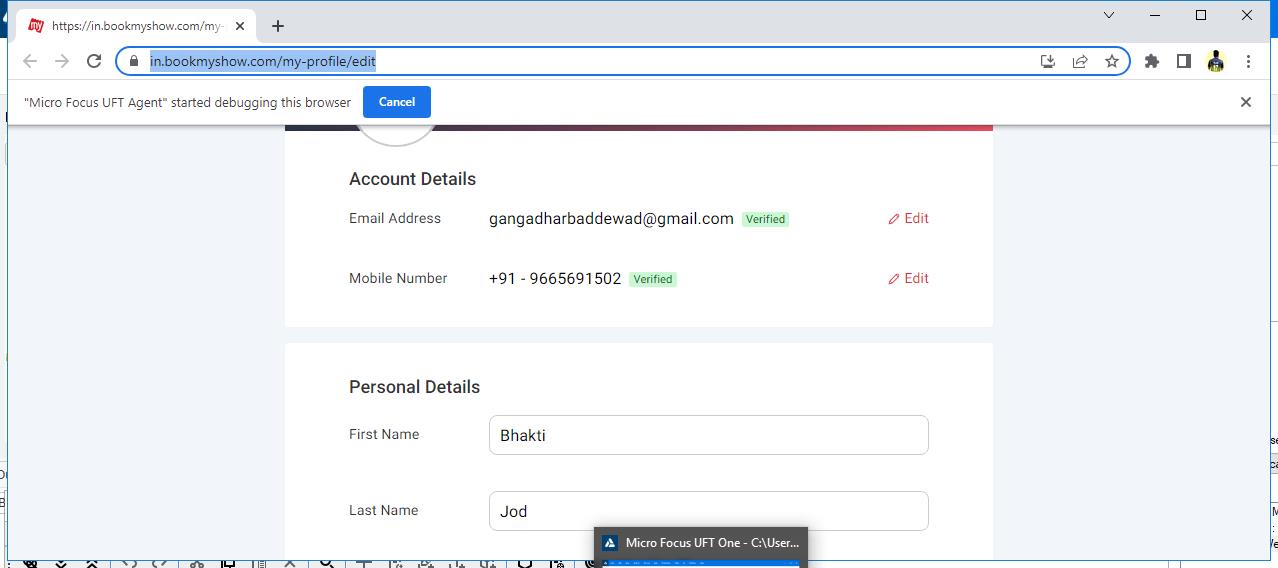 my https://in.bookmyshow.com/my-
in.bookmyshow.com/my-profile/edit
"Micro Focus UFT Agent" started debugging this browser Cancel
Account Details
Email Address gangadharbaddewad@gmail.com Verified Edit
Mobile Number +91 - 9665691502 Verified Edit
Personal Details
First Name Bhakti
Last Name Jod
Micro Focus UFT One - C:\User...